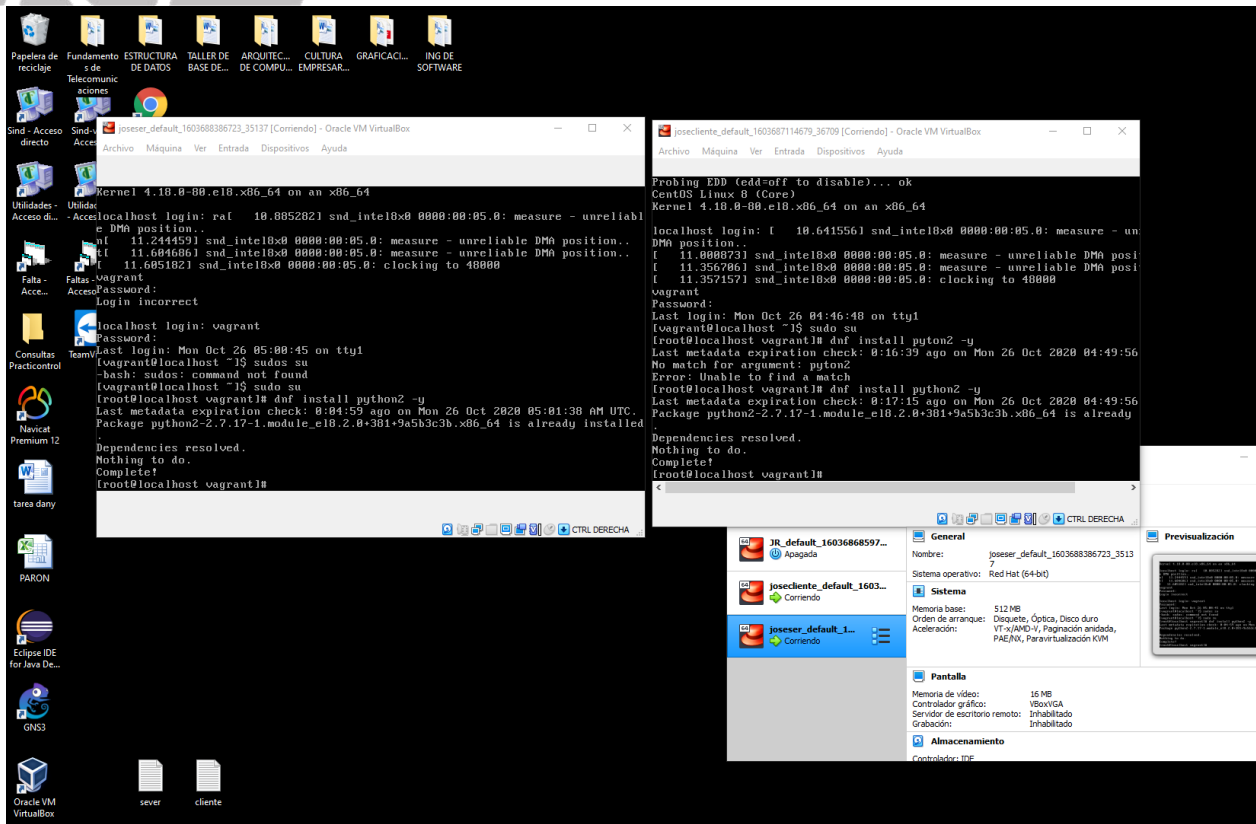 Papelera de
reciclaje
Fundamento
s de
Telecomunic
aciones
ESTRUCTURA
DE DATOS
TALLER DE
BASE DE...
ARQUITEC...
DE COMPU...
CULTURA
EMPRESAR...
GRAFICACI...
ING DE
SOFTWARE
Sind - Acceso
directo
Sind-v
Acces
Utilidades -
Acceso di...
Utilidad
- Acces
Falta -
Acce...
Faltas -
Acceso
Consultas
Practicontrol
TeamV
Navicat
Premium 12
tarea dany
PARON
Eclipse IDE
for Java De...
GNS3
Oracle VM
VirtualBox
sever
cliente
joseser_default_1603688386723_35137 [Corriendo] - Oracle VM VirtualBox
Archivo Máquina Ver Entrada Dispositivos Ayuda
Kernel 4.18.0-80.el8.x86_64 on an x86_64
localhost login: ra[   10.885282] snd_intel8x0 0000:00:05.0: measure - unreliabl
e DMA position..
n[   11.244459] snd_intel8x0 0000:00:05.0: measure - unreliable DMA position..
t[   11.604686] snd_intel8x0 0000:00:05.0: measure - unreliable DMA position..
[   11.605182] snd_intel8x0 0000:00:05.0: clocking to 48000
vagrant
Password:
Login incorrect
localhost login: vagrant
Password:
Last login: Mon Oct 26 05:00:45 on tty1
[vagrant@localhost ~]$ sudos su
-bash: sudos: command not found
[vagrant@localhost ~]$ sudo su
[root@localhost vagrant]# dnf install python2 -y
Last metadata expiration check: 0:04:59 ago on Mon 26 Oct 2020 05:01:38 AM UTC.
Package python2-2.7.17-1.module_el8.2.0+381+9a5b3c3b.x86_64 is already installed
.
Dependencies resolved.
Nothing to do.
Complete!
[root@localhost vagrant]#
CTRL DERECHA
josecliente_default_1603687114679_36709 [Corriendo] - Oracle VM VirtualBox
Archivo Máquina Ver Entrada Dispositivos Ayuda
Probing EDD (edd=off to disable)... ok
CentOS Linux 8 (Core)
Kernel 4.18.0-80.el8.x86_64 on an x86_64
localhost login: [   10.641556] snd_intel8x0 0000:00:05.0: measure - un
DMA position..
[   11.000873] snd_intel8x0 0000:00:05.0: measure - unreliable DMA posi
[   11.356706] snd_intel8x0 0000:00:05.0: measure - unreliable DMA posi
[   11.357157] snd_intel8x0 0000:00:05.0: clocking to 48000
vagrant
Password:
Last login: Mon Oct 26 04:46:48 on tty1
[vagrant@localhost ~]$ sudo su
[root@localhost vagrant]# dnf install pyton2 -y
Last metadata expiration check: 0:16:39 ago on Mon 26 Oct 2020 04:49:56
No match for argument: pyton2
Error: Unable to find a match
[root@localhost vagrant]# dnf install python2 -y
Last metadata expiration check: 0:17:15 ago on Mon 26 Oct 2020 04:49:56
Package python2-2.7.17-1.module_el8.2.0+381+9a5b3c3b.x86_64 is already
.
Dependencies resolved.
Nothing to do.
Complete!
[root@localhost vagrant]#
CTRL DERECHA
JR_default_16036868597...
Apagada
josecliente_default_1603...
Corriendo
joseser_default_1...
Corriendo
General
Nombre: joseser_default_1603688386723_3513
7
Sistema operativo: Red Hat (64-bit)
Sistema
Memoria base: 512 MB
Orden de arranque: Disquete, Óptica, Disco duro
Aceleración: VT-x/AMD-V, Paginación anidada,
PAE/NX, Paravirtualización KVM
Pantalla
Memoria de vídeo: 16 MB
Controlador gráfico: VBoxVGA
Servidor de escritorio remoto: Inhabilitado
Grabación: Inhabilitado
Almacenamiento
Controlador: IDE
Previsualización